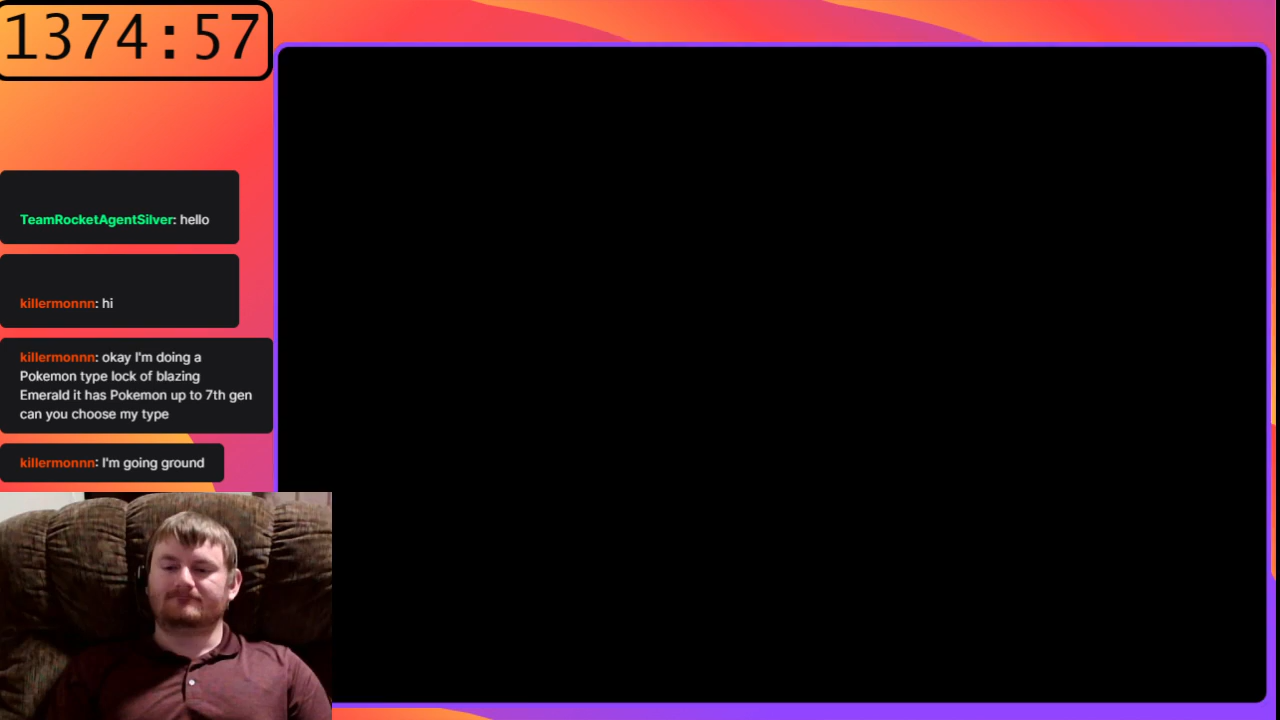 1374:57
TeamRocketAgentSilver: hello
killermonnn: hi
killermonnn: okay I'm doing a
Pokemon type lock of blazing
Emerald it has Pokemon up to 7th gen
can you choose my type
killermonnn: I'm going ground